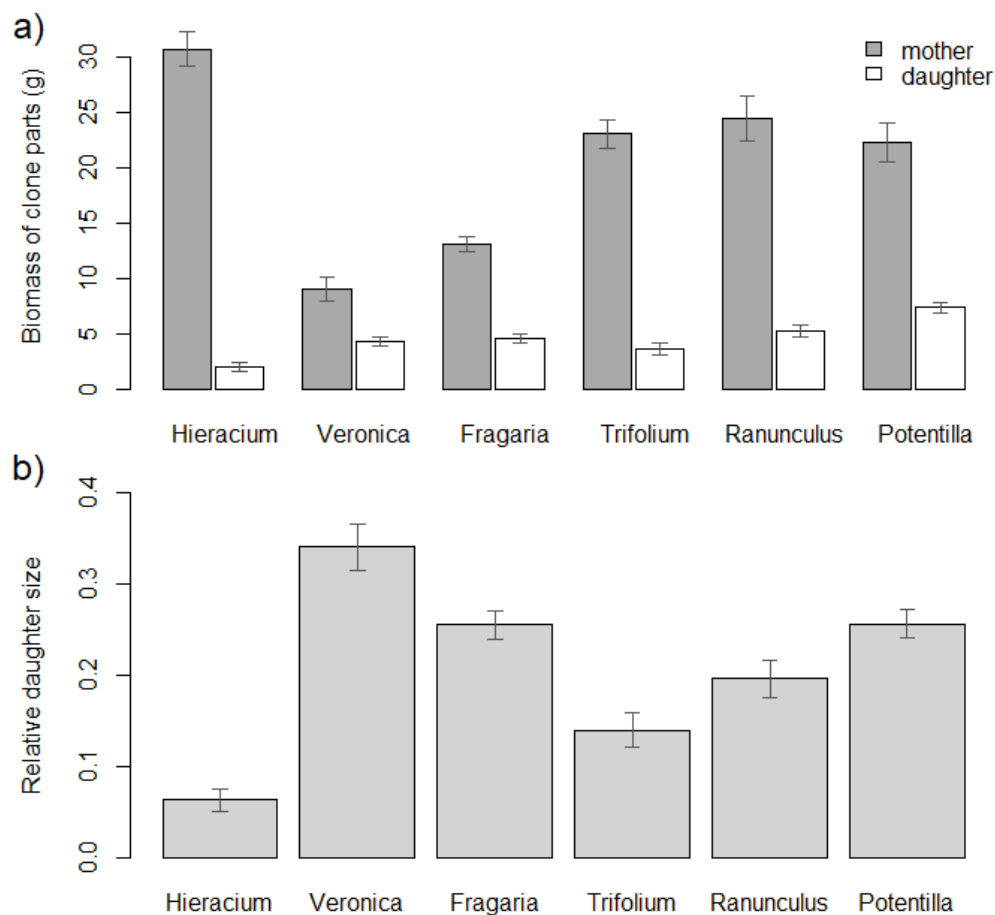 a)
Biomass of clone parts (g)
30
25
20
15
10
5
0
mother
daughter
Hieracium Veronica Fragaria Trifolium Ranunculus Potentilla
b)
Relative daughter size
0.4
0.3
0.2
0.1
0.0
Hieracium Veronica Fragaria Trifolium Ranunculus Potentilla